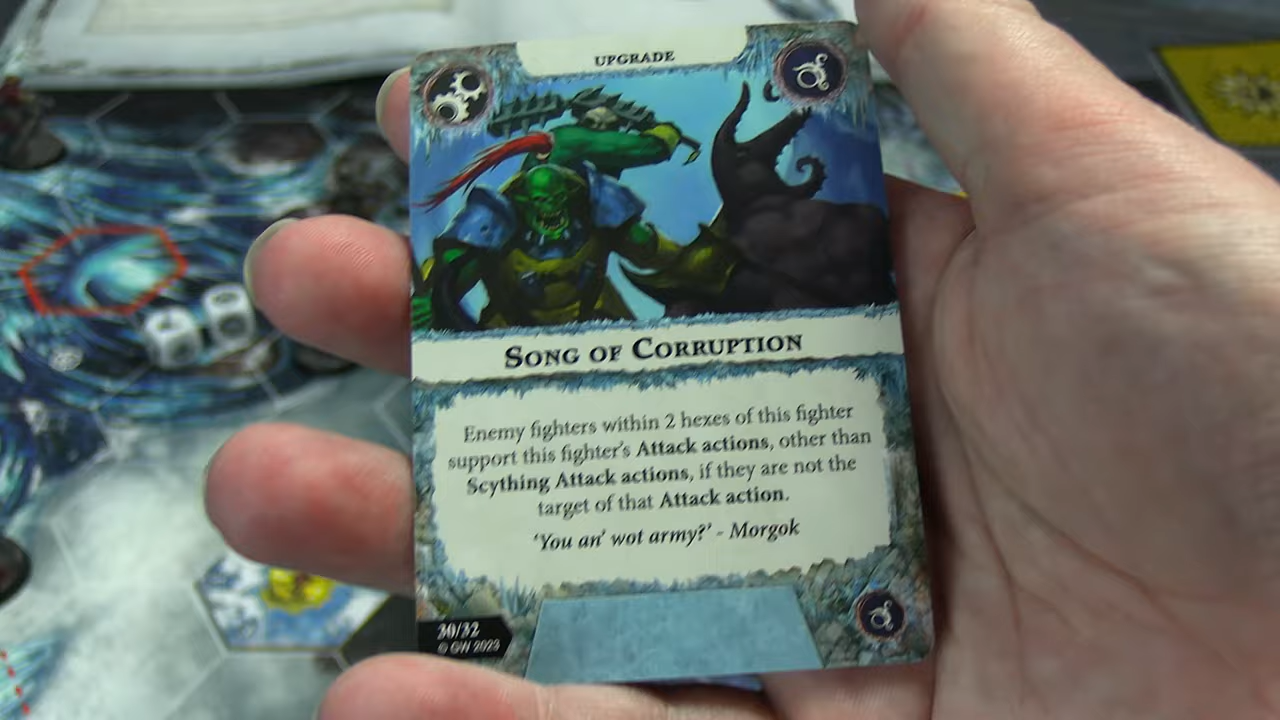 UPGRADE
SONG OF CORRUPTION
Enemy fighters within 2 hexes of this fighter
support this fighter's Attack actions, other than
Scything Attack actions, if they are not the
target of that Attack action.
'You an' wot army?' - Morgok
30/32
© GW 2023